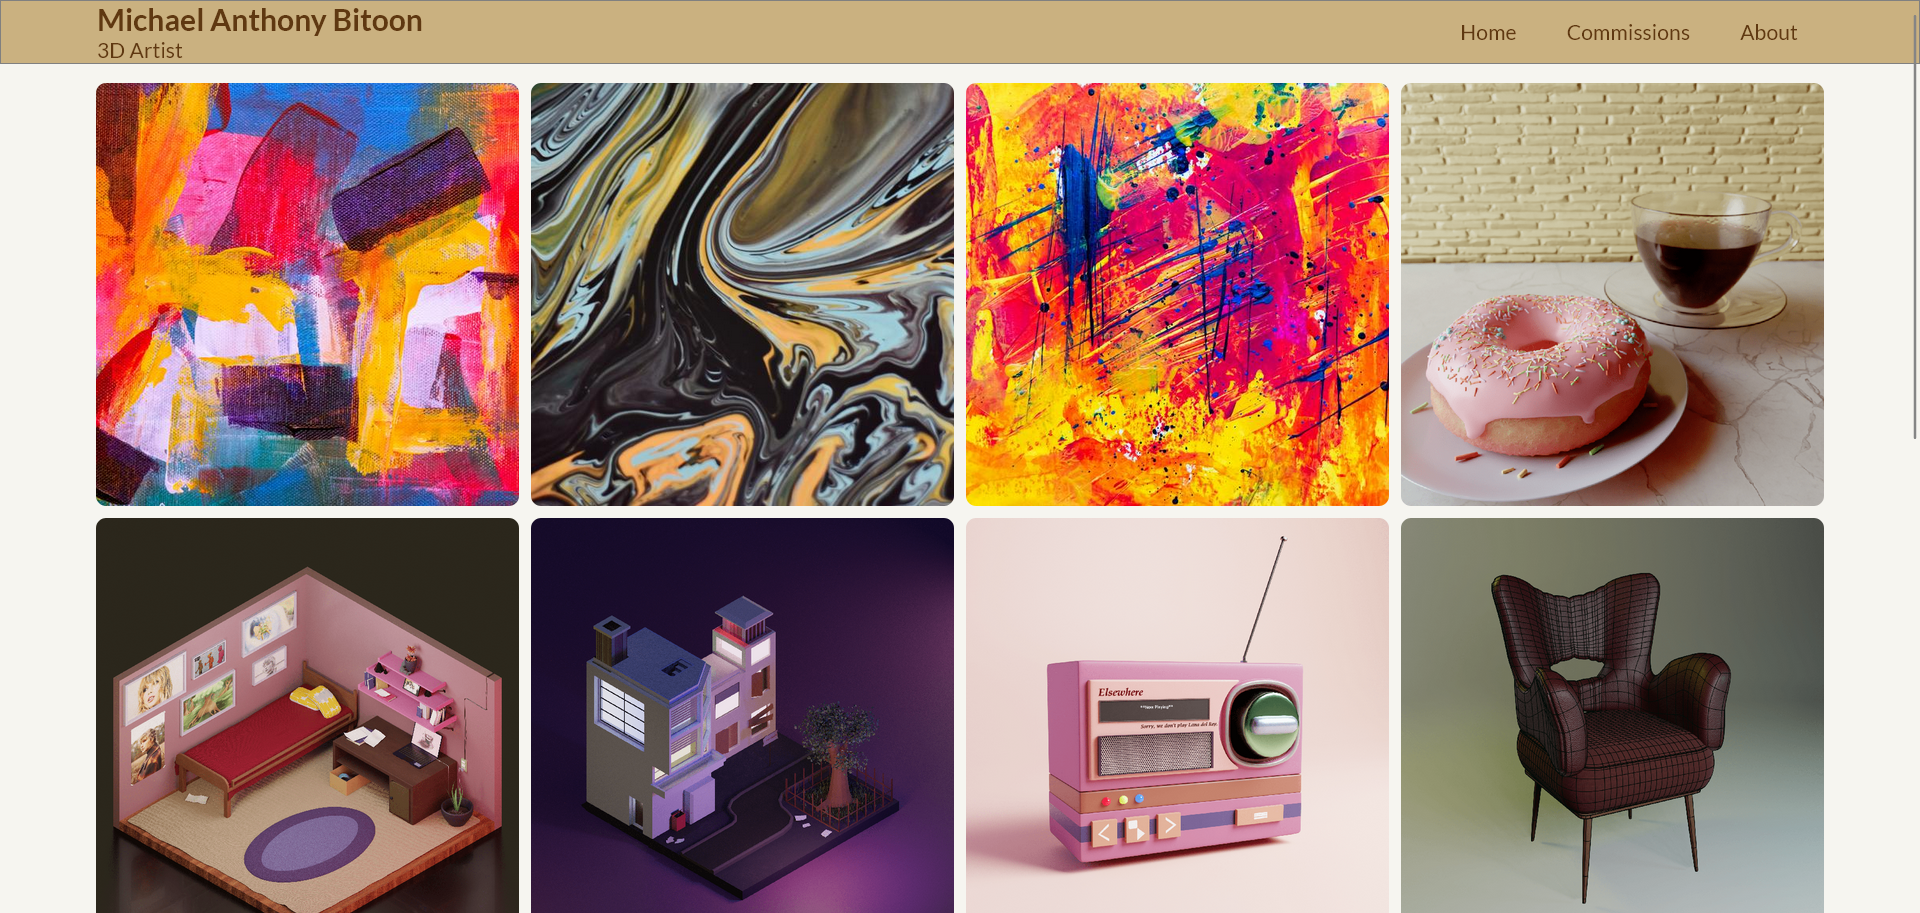 Michael Anthony Bitoon
3D Artist
Home Commissions About
Elsewhere
**Now Playing**
Sorry, we don't play Lana del Rey